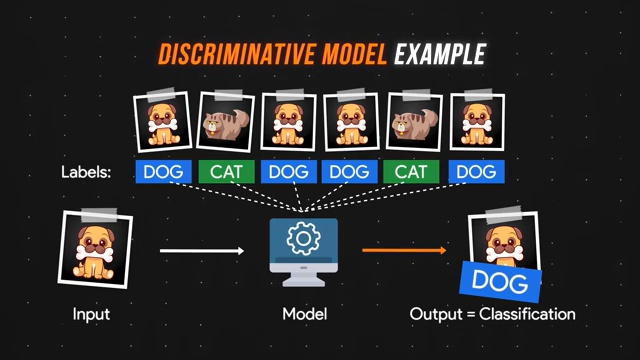 DISCRIMINATIVE MODEL EXAMPLE
Labels: DOG CAT DOG DOG CAT DOG
DOG
Input Model Output = Classification